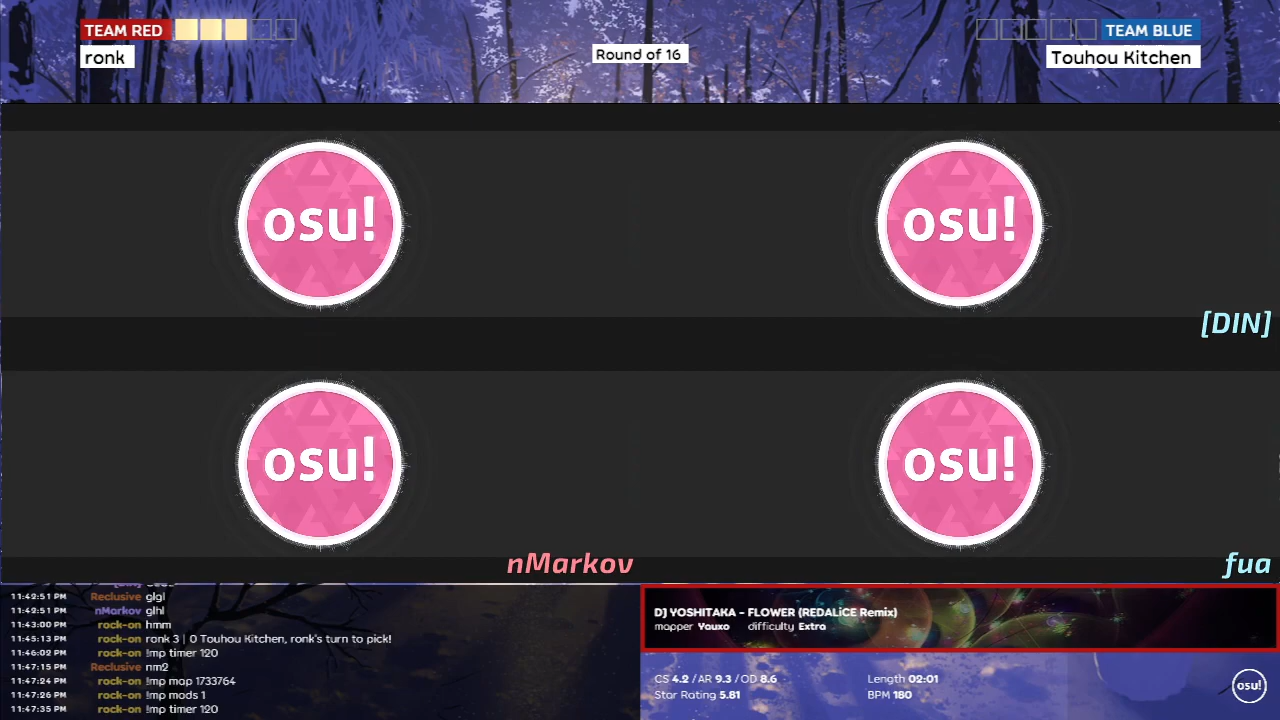 TEAM RED
ronk
Round of 16
TEAM BLUE
Touhou Kitchen
osu!
osu!
[DIN]
osu!
osu!
nMarkov
fua
11:42:51 PM Reclusive glgl
11:42:51 PM nMarkov glhl
11:43:00 PM rock-on hmm
11:45:13 PM rock-on ronk 3 | 0 Touhou Kitchen, ronk's turn to pick!
11:46:02 PM rock-on !mp timer 120
11:47:15 PM Reclusive nm2
11:47:24 PM rock-on !mp map 1733764
11:47:26 PM rock-on !mp mods 1
11:47:35 PM rock-on !mp timer 120
DJ YOSHITAKA - FLOWER (REDALiCE Remix)
mapper Yauxo difficulty Extra
CS 4.2 / AR 9.3 / OD 8.6 Length 02:01
Star Rating 5.81 BPM 180
osu!